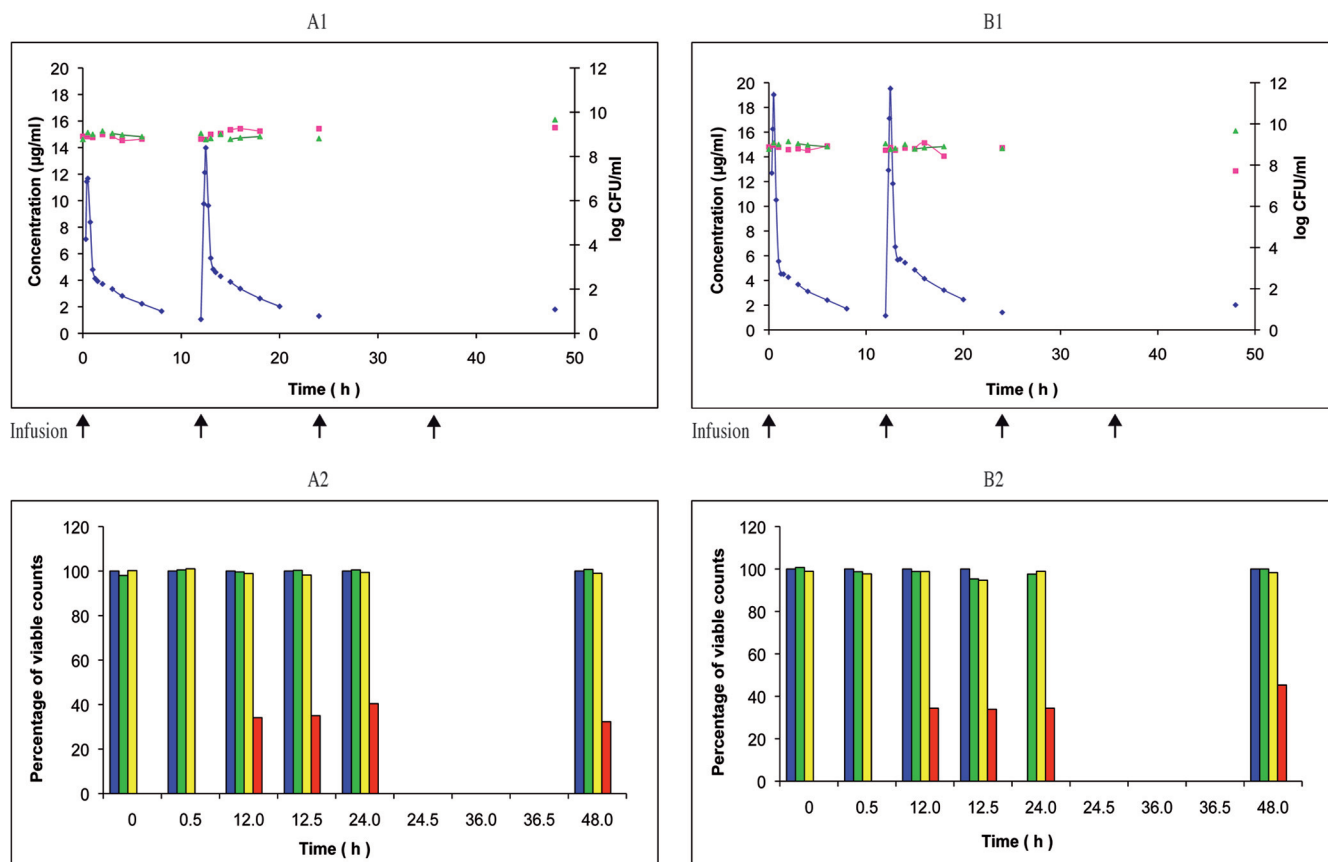 A1
B1
20
18
16
14
12
10
8
6
4
2
0
Concentration (µg/ml)
12
10
8
6
4
2
0
log CFU/ml
0 10 20 30 40 50
Time ( h )
Infusion
20
18
16
14
12
10
8
6
4
2
0
Concentration (µg/ml)
12
10
8
6
4
2
0
log CFU/ml
0 10 20 30 40 50
Time ( h )
Infusion
A2
B2
120
100
80
60
40
20
0
Percentage of viable counts
0 0.5 12.0 12.5 24.0 24.5 36.0 36.5 48.0
Time ( h )
120
100
80
60
40
20
0
Percentage of viable counts
0 0.5 12.0 12.5 24.0 24.5 36.0 36.5 48.0
Time ( h )